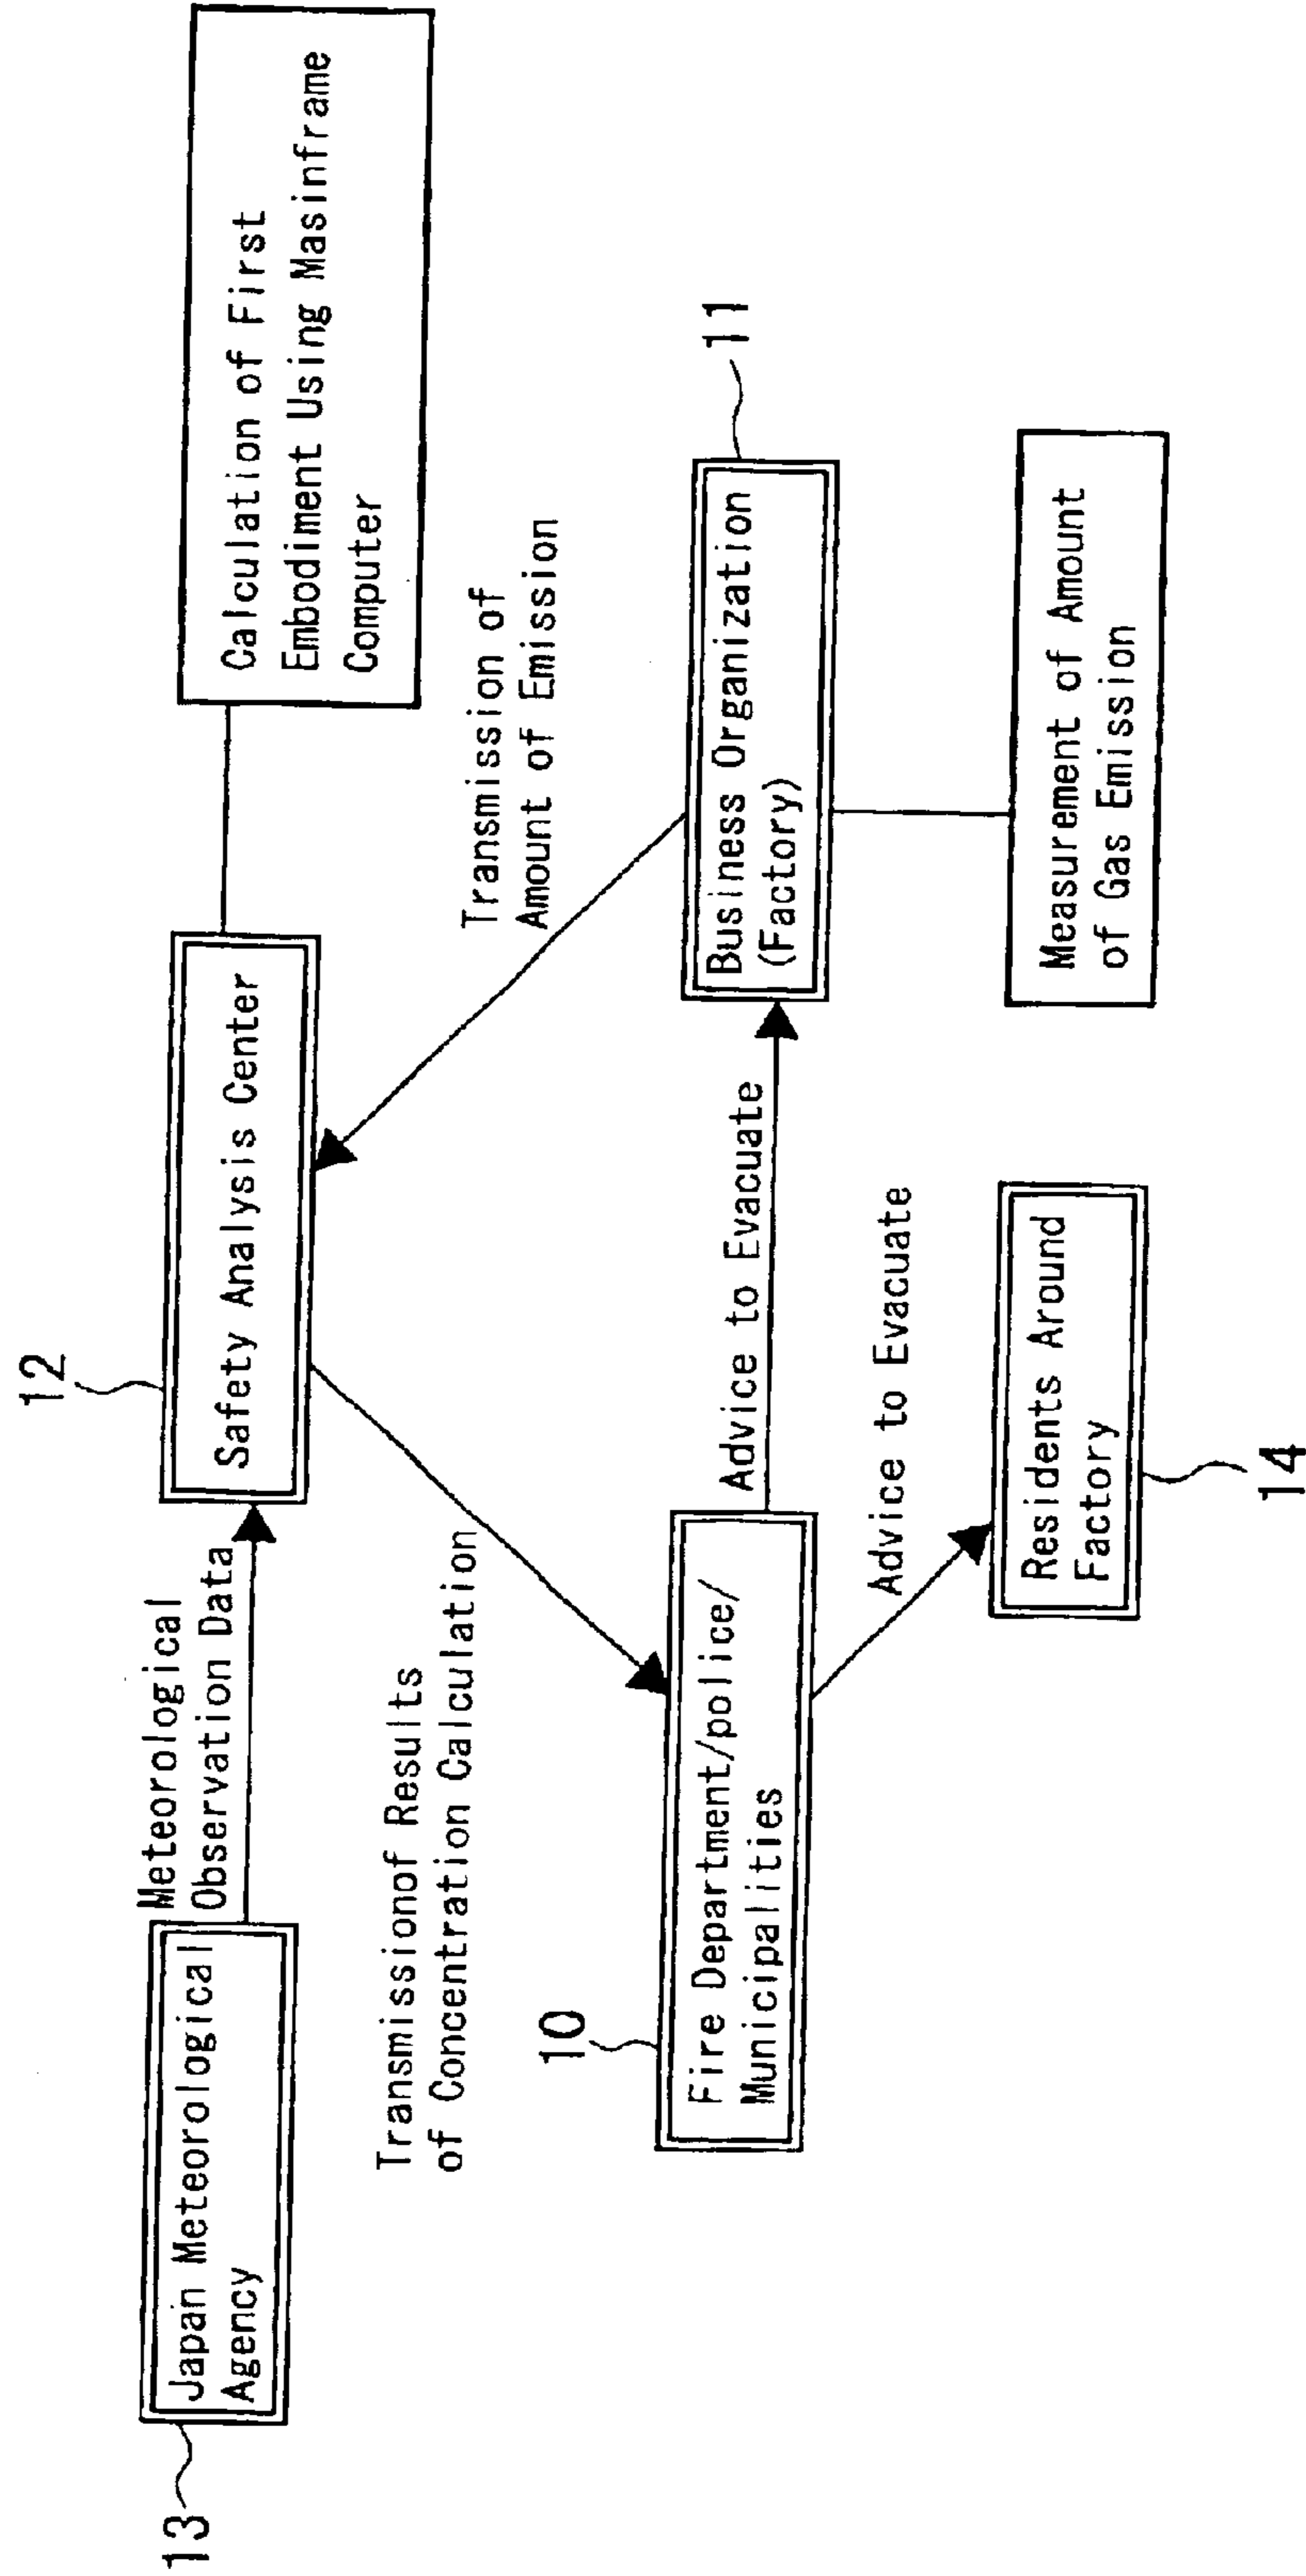 13
Japan Meteorological
Agency
Meteorological
Observation Data
12
Safety Analysis Center
Calculation of First
Embodiment Using Masinframe
Computer
Transmissionof Results
of Concentration Calculation
Transmission of
Amount of Emission
10
Fire Department/police/
Municipalities
Advice to Evacuate
11
Business Organization
(Factory)
Advice to Evacuate
Residents Around
Factory
14
Measurement of Amount
of Gas Emission